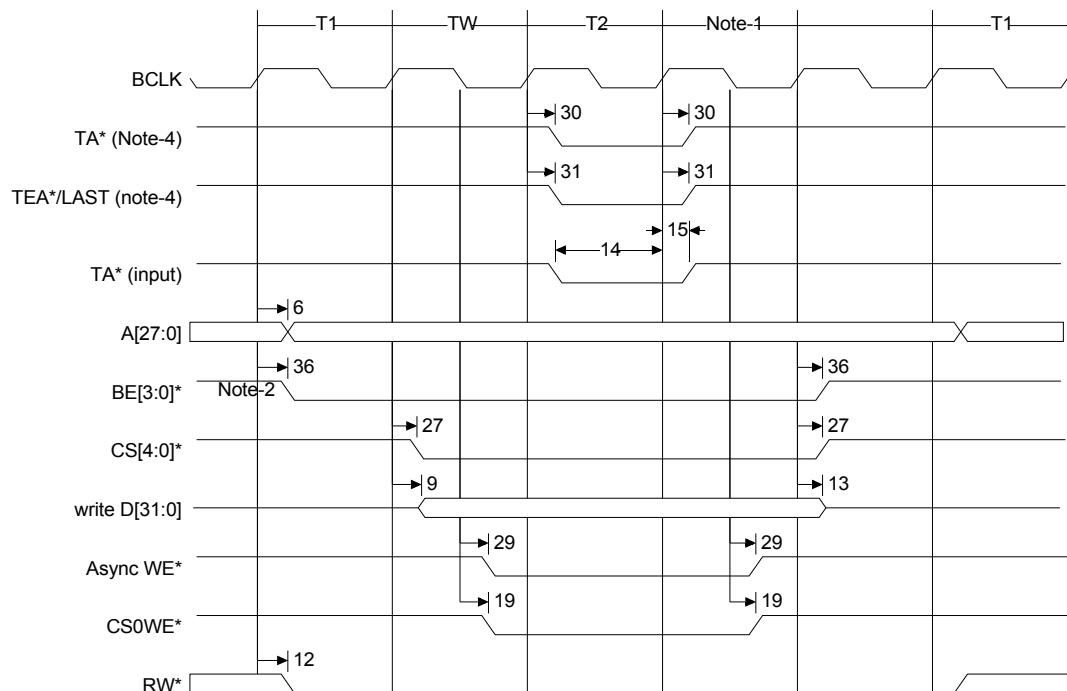 T1 TW T2 Note-1 T1
BCLK
30 30
TA* (Note-4)
31 31
TEA*/LAST (note-4)
15
14
TA* (input)
6
A[27:0]
36 36
Note-2
BE[3:0]*
27 27
CS[4:0]*
9 13
write D[31:0]
29 29
Async WE*
19 19
CS0WE*
12
RW*